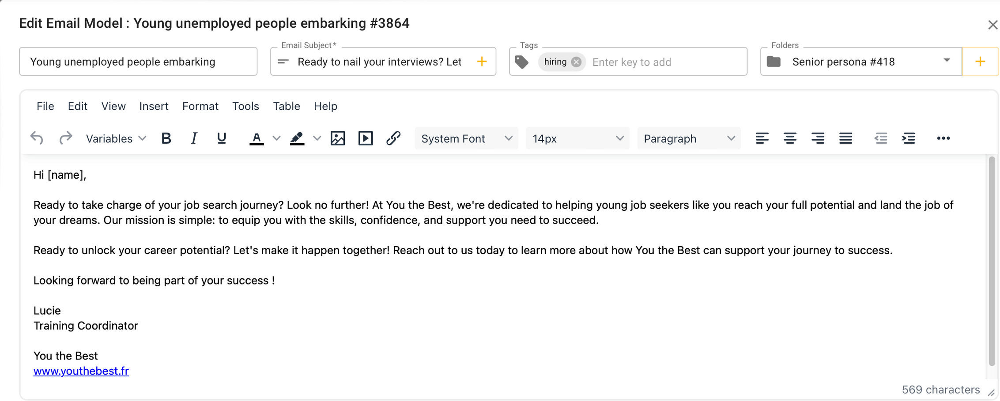 Edit Email Model : Young unemployed people embarking #3864
Email Subject*
Tags
Folders
Young unemployed people embarking
Ready to nail your interviews? Let
hiring
Enter key to add
Senior persona #418
File Edit View Insert Format Tools Table Help
Variables B I U A System Font 14px Paragraph
Hi [name],
Ready to take charge of your job search journey? Look no further! At You the Best, we're dedicated to helping young job seekers like you reach your full potential and land the job of
your dreams. Our mission is simple: to equip you with the skills, confidence, and support you need to succeed.
Ready to unlock your career potential? Let's make it happen together! Reach out to us today to learn more about how You the Best can support your journey to success.
Looking forward to being part of your success !
Lucie
Training Coordinator
You the Best
www.youthebest.fr
569 characters